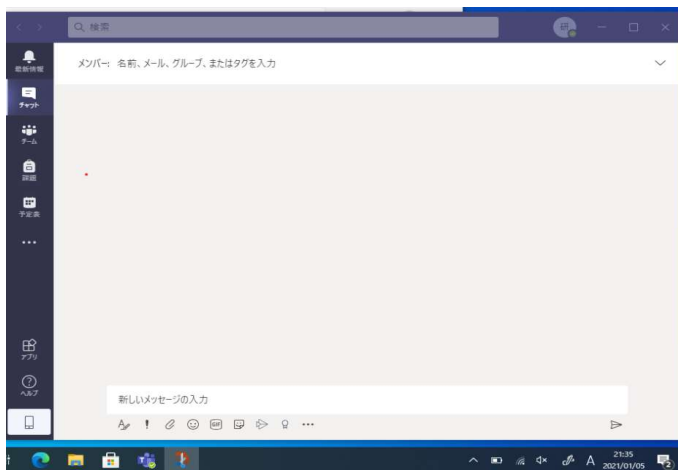 検索
研
最新情報
チャット
チーム
課題
予定表
メンバー: 名前、メール、グループ、またはタグを入力
アプリ
ヘルプ
新しいメッセージの入力
GIF
A
21:35
2021/01/05
2